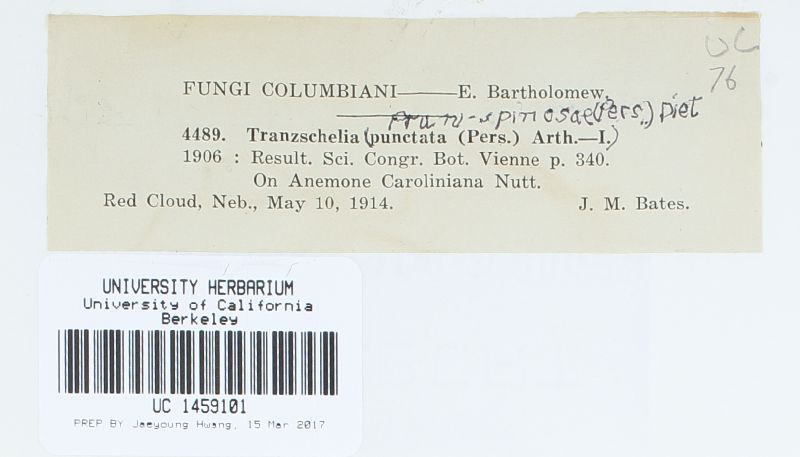 UC
76
FUNGI COLUMBIANI——E. Bartholomew.
pruni-spinosae (Pers.) Diet
4489. Tranzschelia (punctata (Pers.) Arth.—I.)
1906 : Result. Sci. Congr. Bot. Vienne p. 340.
On Anemone Caroliniana Nutt.
Red Cloud, Neb., May 10, 1914. J. M. Bates.
UNIVERSITY HERBARIUM
University of California
Berkeley
UC 1459101
PREP BY Jaeyoung Hwang, 15 Mar 2017